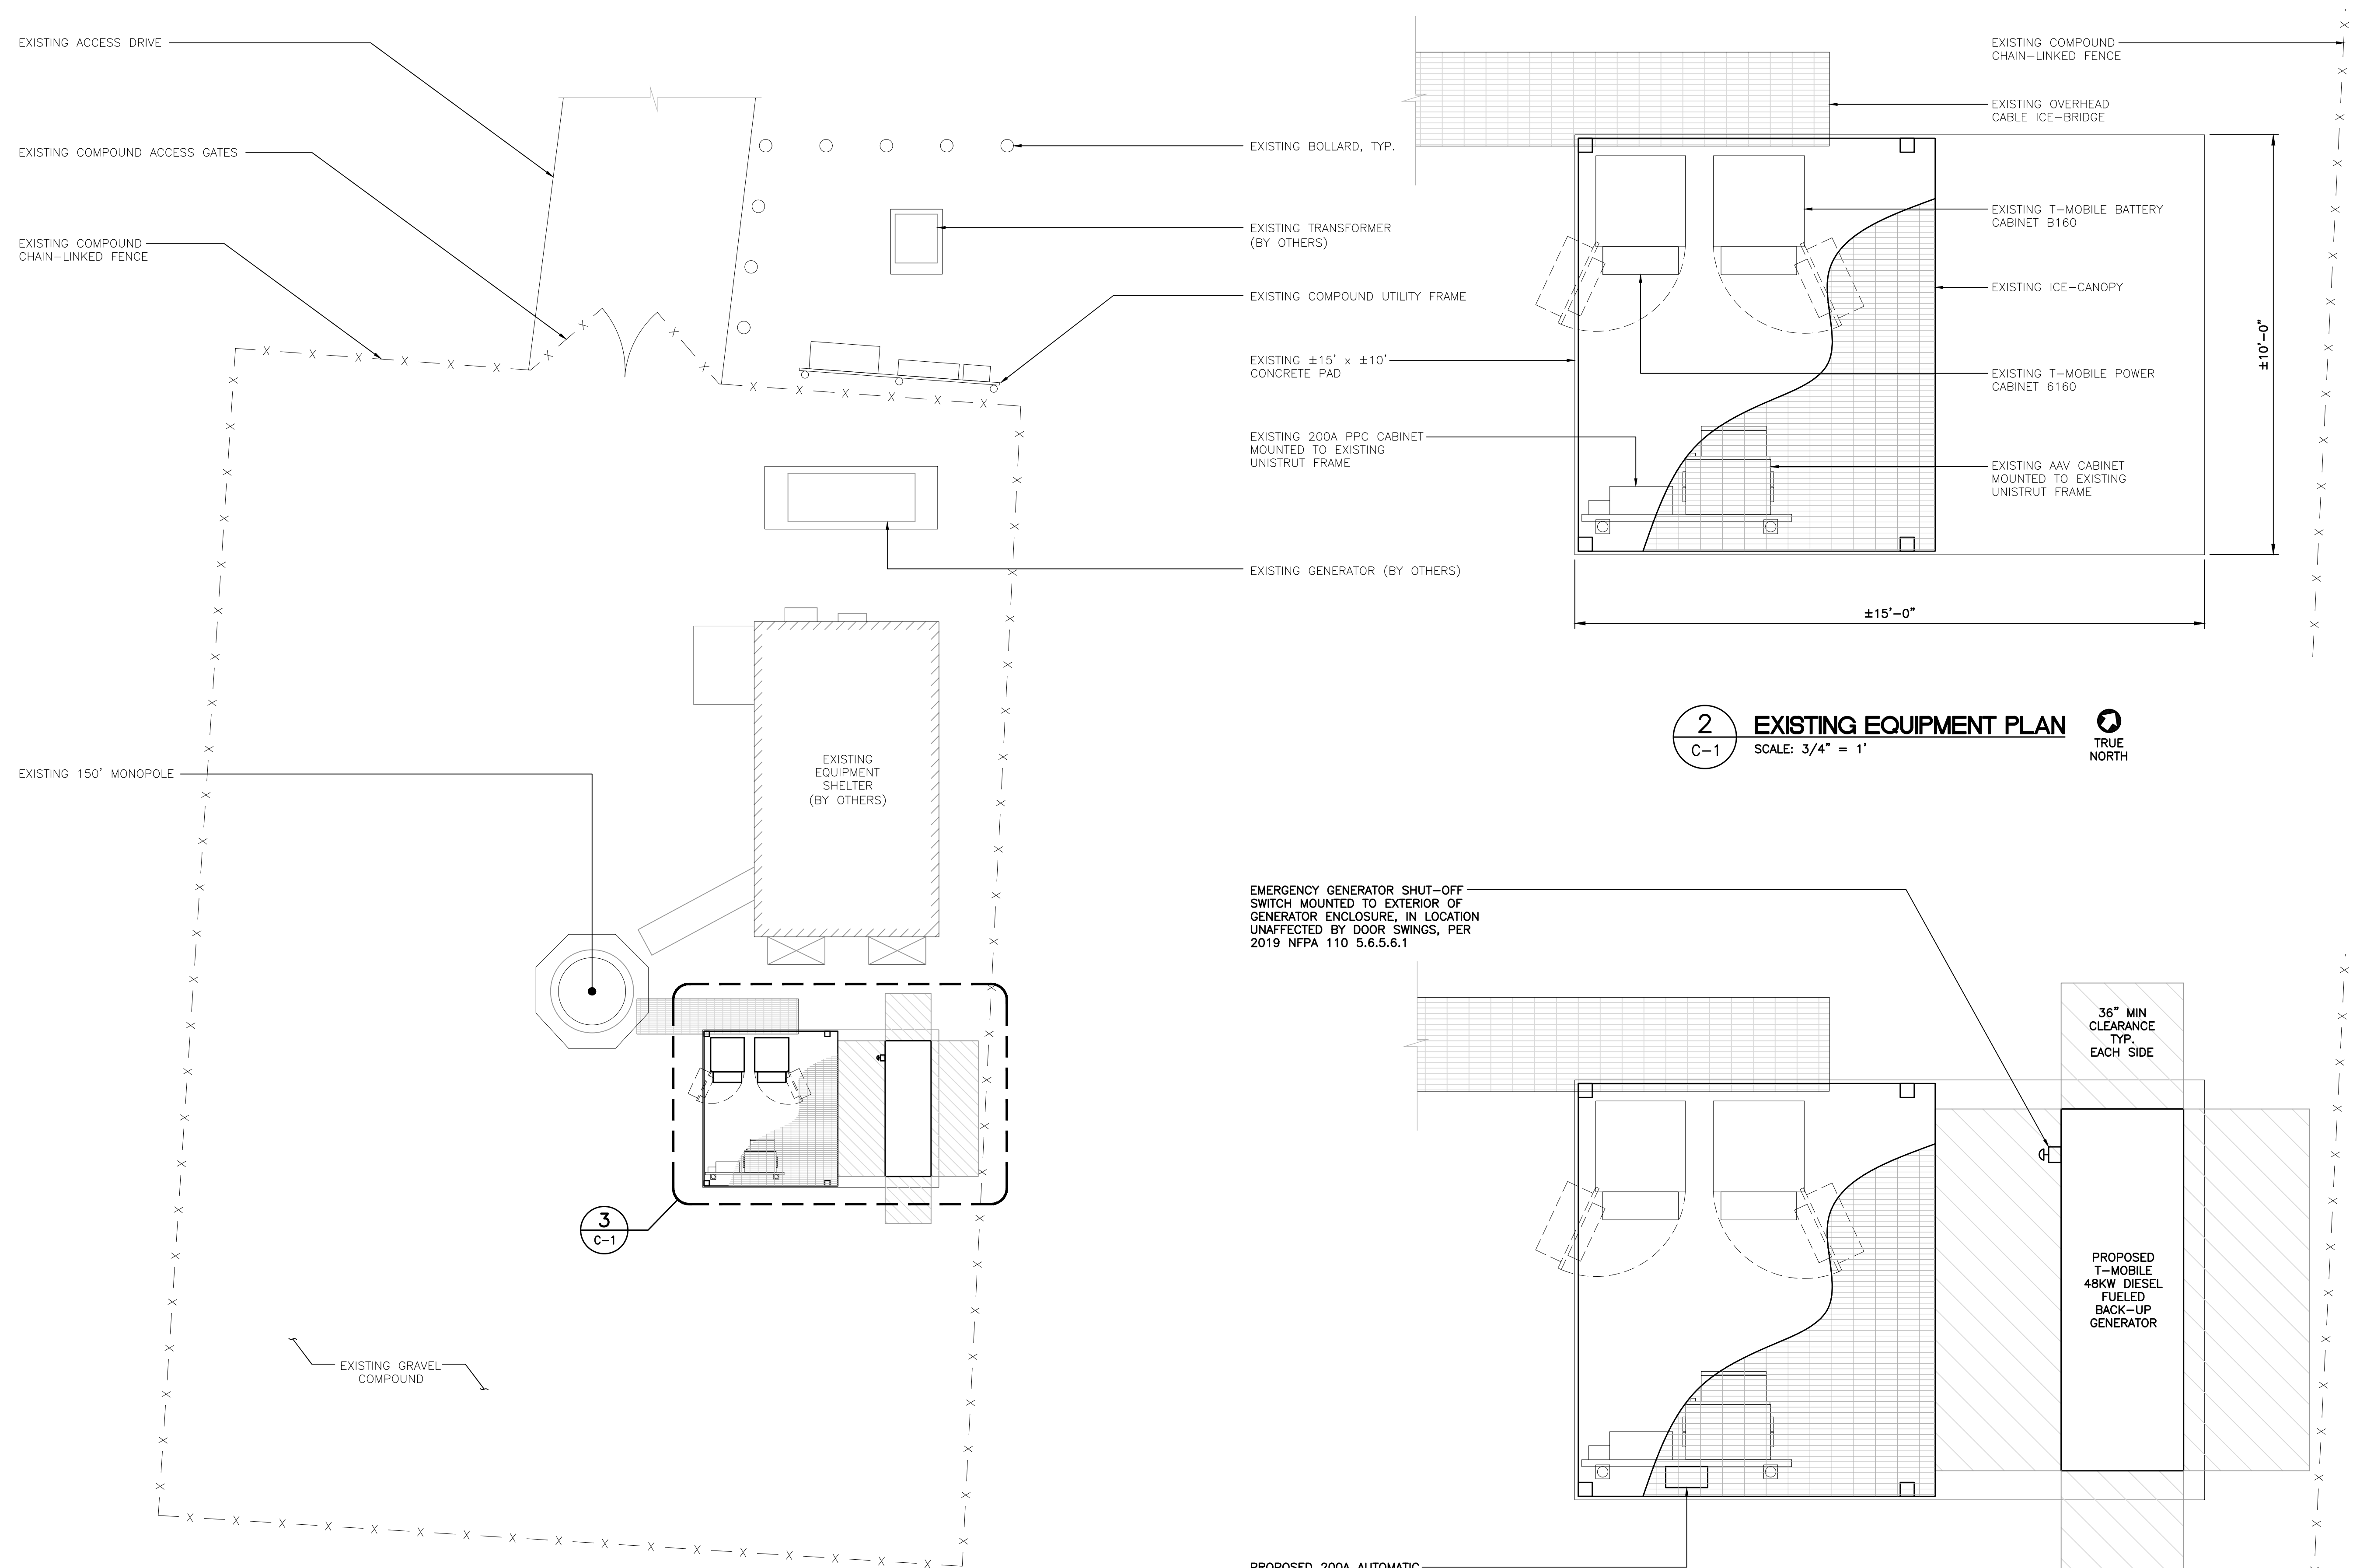 EXISTING ACCESS DRIVE
EXISTING COMPOUND ACCESS GATES
EXISTING COMPOUND
CHAIN-LINKED FENCE
EXISTING 150' MONOPOLE
EXISTING GRAVEL
COMPOUND
EXISTING
EQUIPMENT
SHELTER
(BY OTHERS)
3
C-1
EXISTING BOLLARD, TYP.
EXISTING TRANSFORMER
(BY OTHERS)
EXISTING COMPOUND UTILITY FRAME
EXISTING ±15' x ±10'
CONCRETE PAD
EXISTING 200A PPC CABINET
MOUNTED TO EXISTING
UNISTRUT FRAME
EXISTING GENERATOR (BY OTHERS)
EXISTING COMPOUND
CHAIN-LINKED FENCE
EXISTING OVERHEAD
CABLE ICE-BRIDGE
EXISTING T-MOBILE BATTERY
CABINET B160
EXISTING ICE-CANOPY
EXISTING T-MOBILE POWER
CABINET 6160
EXISTING AAV CABINET
MOUNTED TO EXISTING
UNISTRUT FRAME
±10'-0"
±15'-0"
2
C-1
EXISTING EQUIPMENT PLAN
SCALE: 3/4" = 1'
TRUE
NORTH
EMERGENCY GENERATOR SHUT-OFF
SWITCH MOUNTED TO EXTERIOR OF
GENERATOR ENCLOSURE, IN LOCATION
UNAFFECTED BY DOOR SWINGS, PER
2019 NFPA 110 5.6.5.6.1
36" MIN
CLEARANCE
TYP.
EACH SIDE
PROPOSED
T-MOBILE
48KW DIESEL
FUELED
BACK-UP
GENERATOR
PROPOSED 200A AUTOMATIC